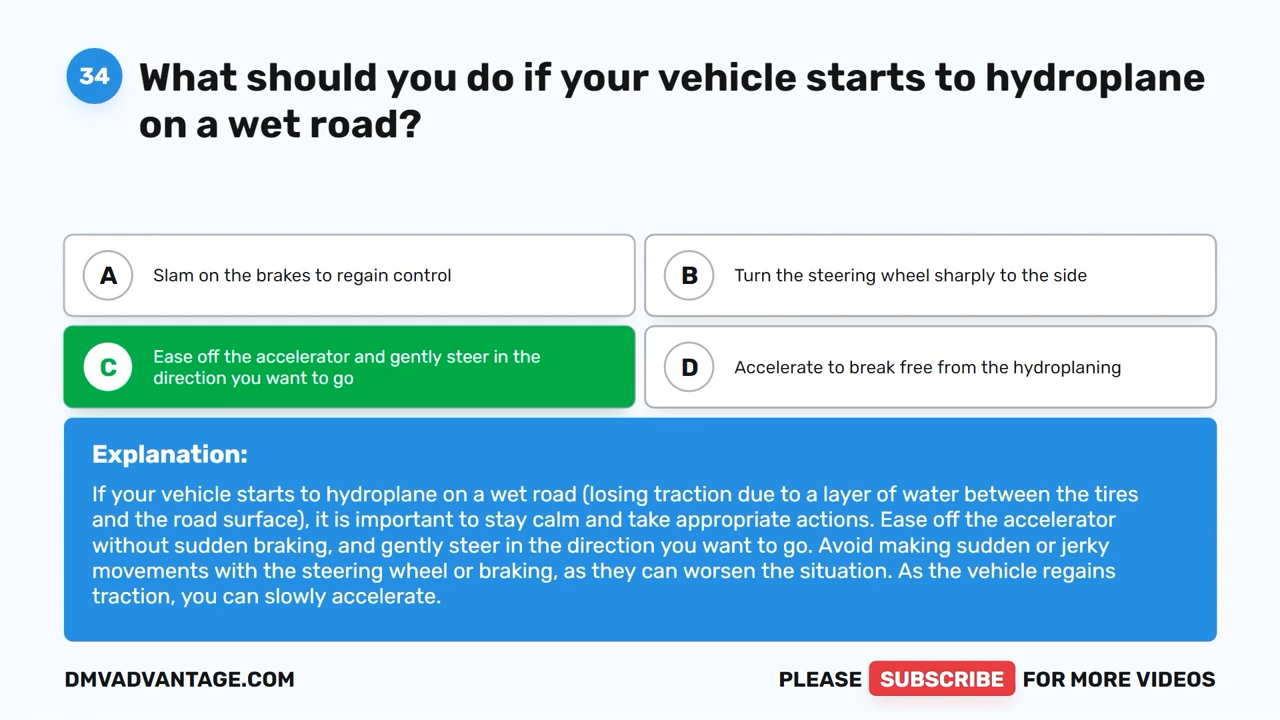 34
What should you do if your vehicle starts to hydroplane
on a wet road?
A
Slam on the brakes to regain control
B
Turn the steering wheel sharply to the side
C
Ease off the accelerator and gently steer in the
direction you want to go
D
Accelerate to break free from the hydroplaning
Explanation:
If your vehicle starts to hydroplane on a wet road (losing traction due to a layer of water between the tires
and the road surface), it is important to stay calm and take appropriate actions. Ease off the accelerator
without sudden braking, and gently steer in the direction you want to go. Avoid making sudden or jerky
movements with the steering wheel or braking, as they can worsen the situation. As the vehicle regains
traction, you can slowly accelerate.
DMVADVANTAGE.COM
PLEASE SUBSCRIBE FOR MORE VIDEOS